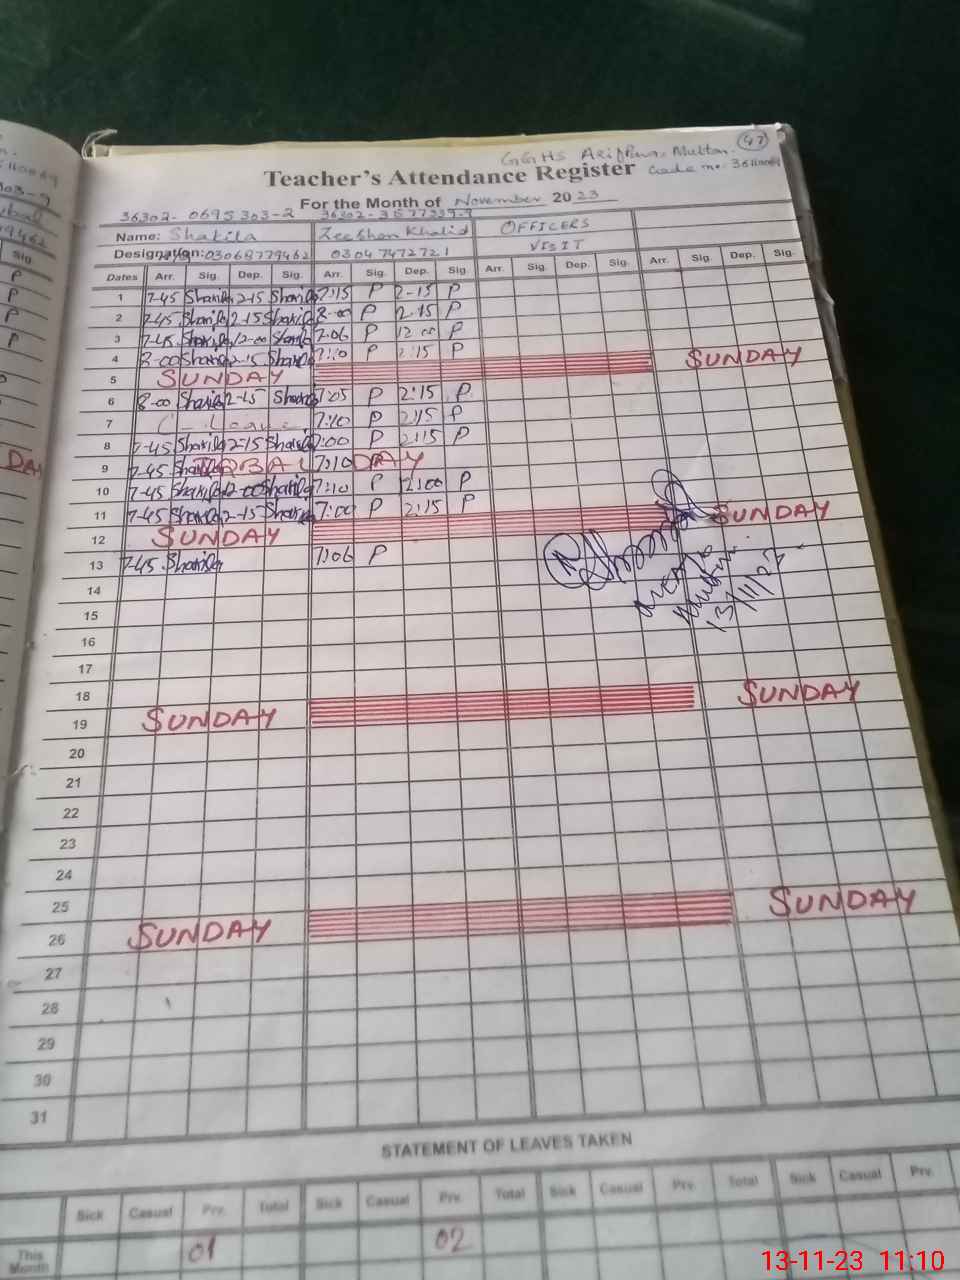 47
GGHS Arifpura, Multan.
Teacher's Attendance Register Code no: 36110064
For the Month of November 2023
36302-0695303-2
Name: Shakila Zeeshan Khalid OFFICERS
Designation: 03068779462 03047472721 VISIT
Dates Arr. Sig. Dep. Sig. Arr. Sig. Dep. Sig. Arr. Sig. Dep. Sig. Arr. Sig. Dep. Sig.
1 7-45 Shakila 2-15 Shakila 7:15 P 2-15 P
2 7-45 Shakila 2-15 Shakila 8-00 P 2-15 P
3 7-45 Shakila 12-00 Shakila 7:06 P 12 00 P
4 8-00 Shakila 2-15 Shakila 7:10 P 2:15 P
5 SUNDAY SUNDAY
6 8-00 Shakila 2-15 Shakila 7:05 P 2:15 P
7 C-Leave 7:10 P 2:15 P
8 7-45 Shakila 2-15 Shakila 7:00 P 2:15 P
9 7-45 Shakila IQBAL 7:10 DAY
10 7-45 Shakila 12-00 Shakila 7:10 P 12:00 P
11 7-45 Shakila 2-15 Shakila 7:00 P 2:15 P
12 SUNDAY SUNDAY
13 7-45 Shakila 7:06 P
13/11/23
14
15
16
17
18
19 SUNDAY SUNDAY
20
21
22
23
24
25
26 SUNDAY SUNDAY
27
28
29
30
31
STATEMENT OF LEAVES TAKEN
Sick Casual Prv. Total Sick Casual Prv. Total Sick Casual Prv. Total Sick Casual Prv.
This Month 01 02
13-11-23 11:10